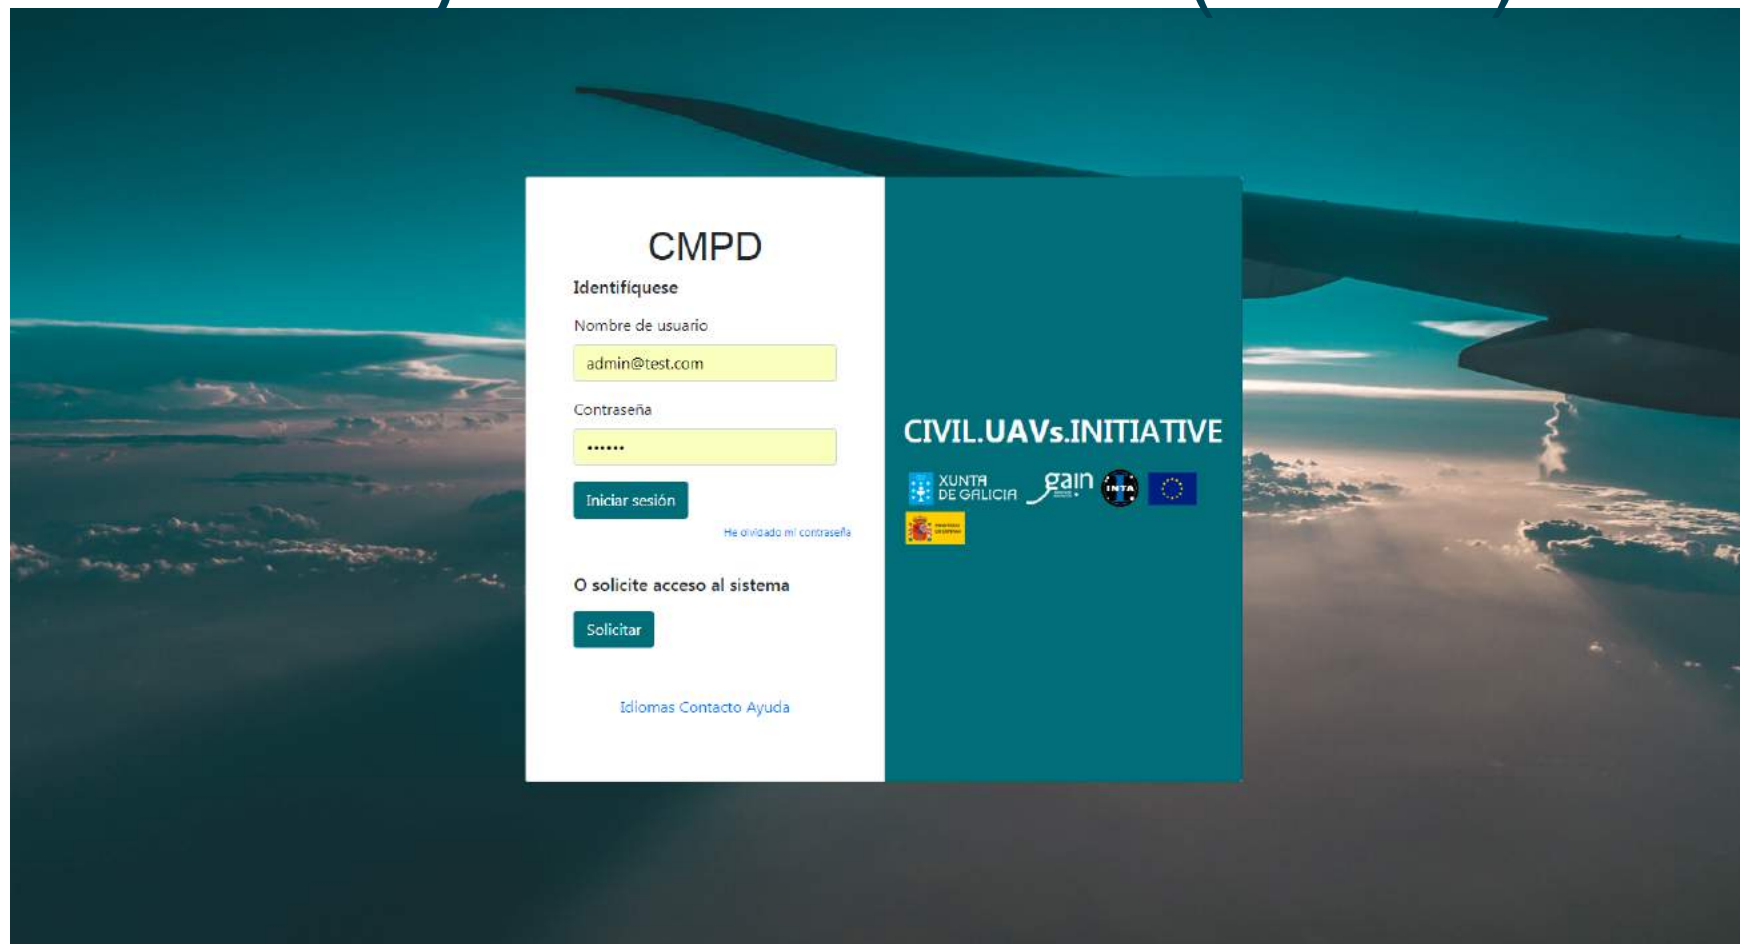 CMPD
Identifíquese
Nombre de usuario
admin@test.com
Contraseña
••••••
Iniciar sesión
He olvidado mi contraseña
O solicite acceso al sistema
Solicitar
Idiomas Contacto Ayuda
CIVIL.UAVs.INITIATIVE
XUNTA
DE GALICIA
gain
INTA